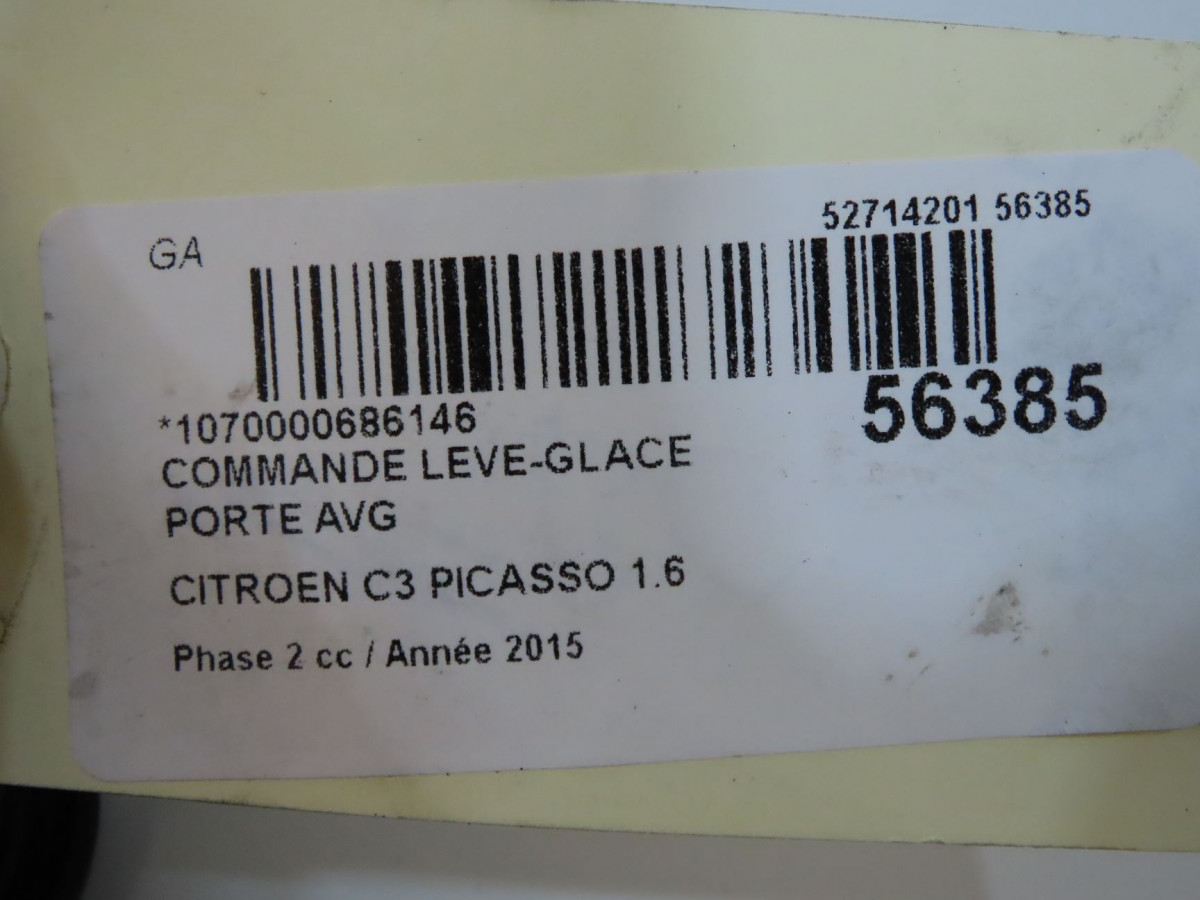 GA
52714201 56385
*1070000686146
56385
COMMANDE LEVE-GLACE
PORTE AVG
CITROEN C3 PICASSO 1.6
Phase 2 cc / Année 2015